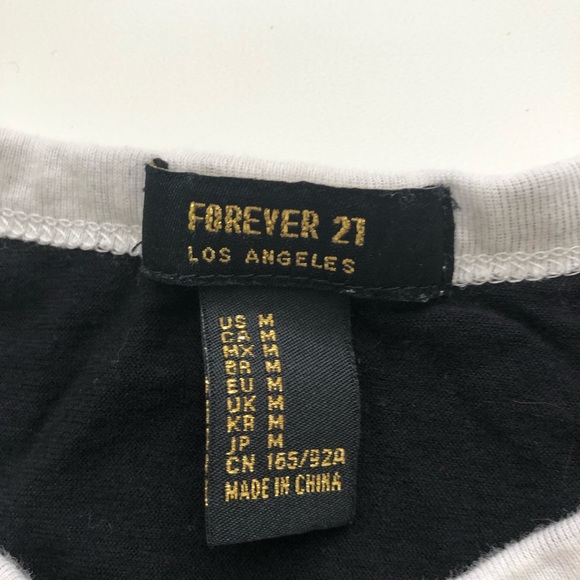 FOREVER 21
LOS ANGELES
US M
CA M
MX M
BR M
EU M
UK M
KR M
JP M
CN 165/92A
MADE IN CHINA